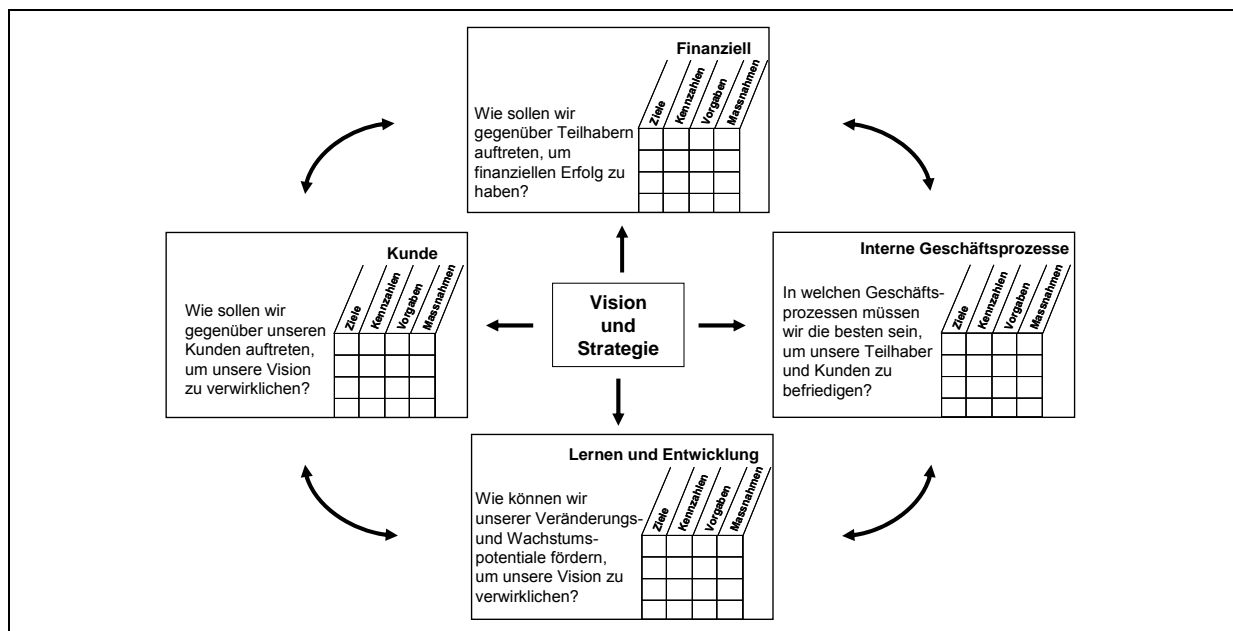 Finanziell
Ziele
Kennzahlen
Vorgaben
Massnahmen
Wie sollen wir
gegenüber Teilhabern
auftreten, um
finanziellen Erfolg zu
haben?
Kunde
Ziele
Kennzahlen
Vorgaben
Massnahmen
Wie sollen wir
gegenüber unseren
Kunden auftreten,
um unsere Vision
zu verwirklichen?
Vision
und
Strategie
Interne Geschäftsprozesse
Ziele
Kennzahlen
Vorgaben
Massnahmen
In welchen Geschäfts-
prozessen müssen
wir die besten sein,
um unsere Teilhaber
und Kunden zu
befriedigen?
Lernen und Entwicklung
Ziele
Kennzahlen
Vorgaben
Massnahmen
Wie können wir
unserer Veränderungs-
und Wachstums-
potentiale fördern,
um unsere Vision zu
verwirklichen?